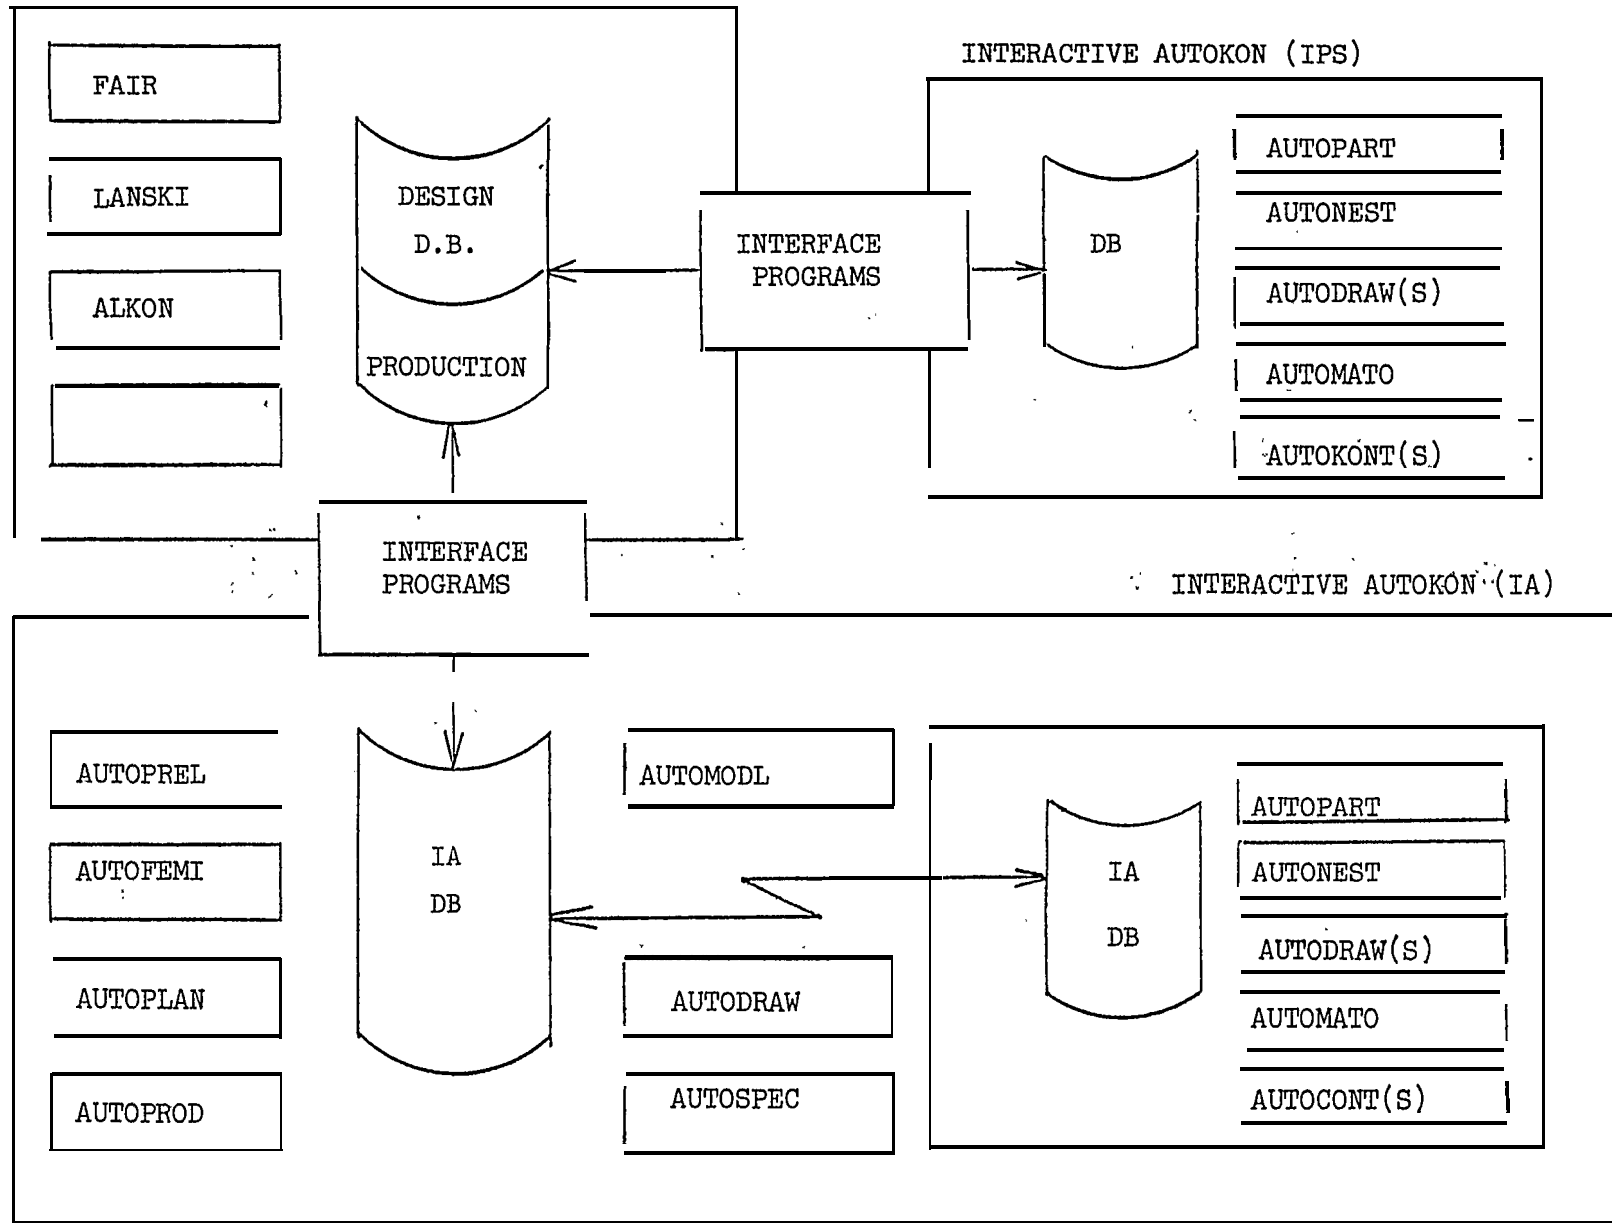 INTERACTIVE AUTOKON (IPS)
FAIR
LANSKI
ALKON
DESIGN
D.B.
PRODUCTION
INTERFACE
PROGRAMS
DB
AUTOPART
AUTONEST
AUTODRAW(S)
AUTOMATO
AUTOKONT(S)
INTERFACE
PROGRAMS
INTERACTIVE AUTOKON (IA)
AUTOPREL
AUTOFEMI
AUTOPLAN
AUTOPROD
IA
DB
AUTOMODL
AUTODRAW
AUTOSPEC
IA
DB
AUTOPART
AUTONEST
AUTODRAW(S)
AUTOMATO
AUTOCONT(S)